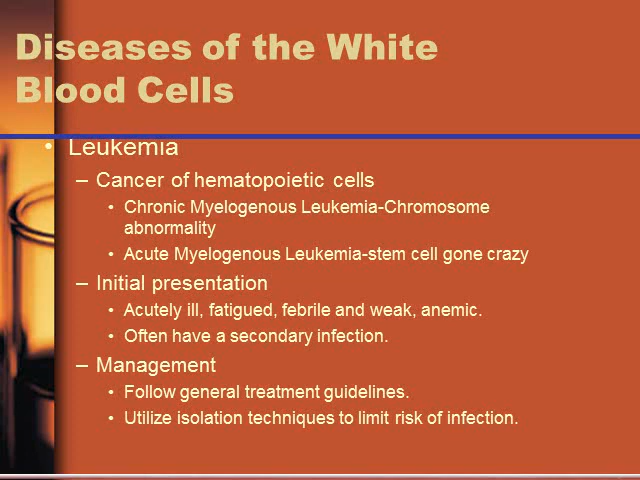 Diseases of the White
Blood Cells
• Leukemia
– Cancer of hematopoietic cells
• Chronic Myelogenous Leukemia-Chromosome
abnormality
• Acute Myelogenous Leukemia-stem cell gone crazy
– Initial presentation
• Acutely ill, fatigued, febrile and weak, anemic.
• Often have a secondary infection.
– Management
• Follow general treatment guidelines.
• Utilize isolation techniques to limit risk of infection.